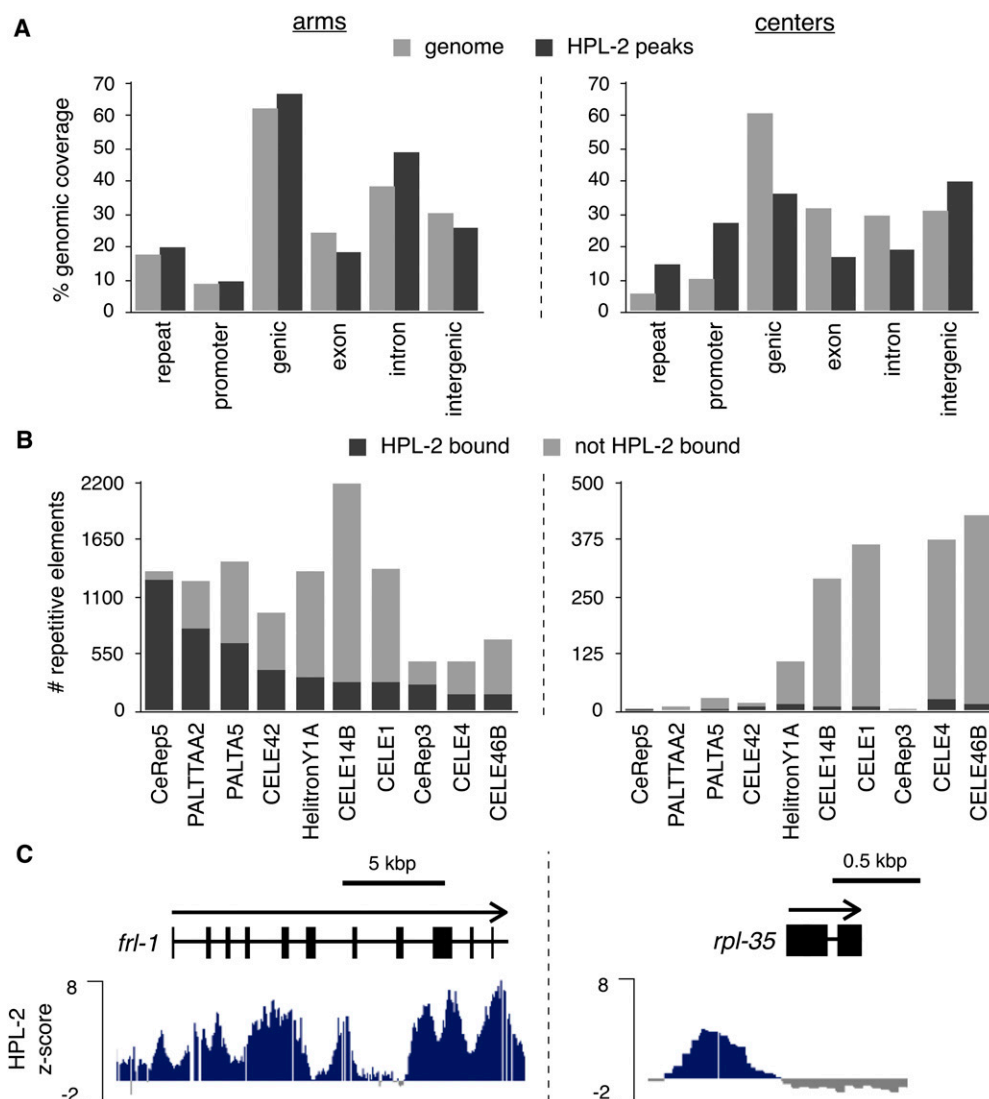 A
arms
centers
genome
HPL-2 peaks
% genomic coverage
70
60
50
40
30
20
10
0
repeat
promoter
genic
exon
intron
intergenic
70
60
50
40
30
20
10
0
repeat
promoter
genic
exon
intron
intergenic
B
HPL-2 bound
not HPL-2 bound
# repetitive elements
2200
1650
1100
550
0
CeRep5
PALTTAA2
PALTA5
CELE42
HelitronY1A
CELE14B
CELE1
CeRep3
CELE4
CELE46B
500
375
250
125
0
CeRep5
PALTTAA2
PALTA5
CELE42
HelitronY1A
CELE14B
CELE1
CeRep3
CELE4
CELE46B
C
5 kbp
frl-1
HPL-2
z-score
8
-2
0.5 kbp
rpl-35
8
-2